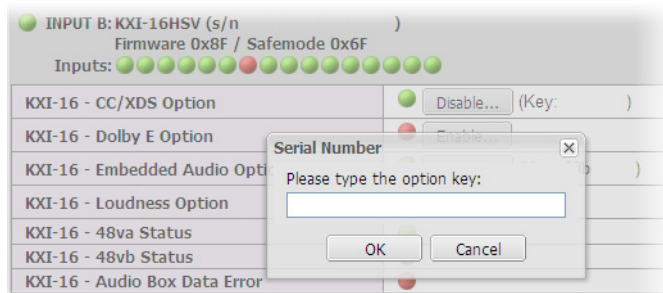 INPUT B: KXI-16HSV (s/n )
Firmware 0x8F / Safemode 0x6F
Inputs:
KXI-16 - CC/XDS Option Disable... (Key: )
KXI-16 - Dolby E Option Enable...
Serial Number
KXI-16 - Embedded Audio Opti )
Please type the option key:
KXI-16 - Loudness Option
KXI-16 - 48va Status
OK Cancel
KXI-16 - 48vb Status
KXI-16 - Audio Box Data Error